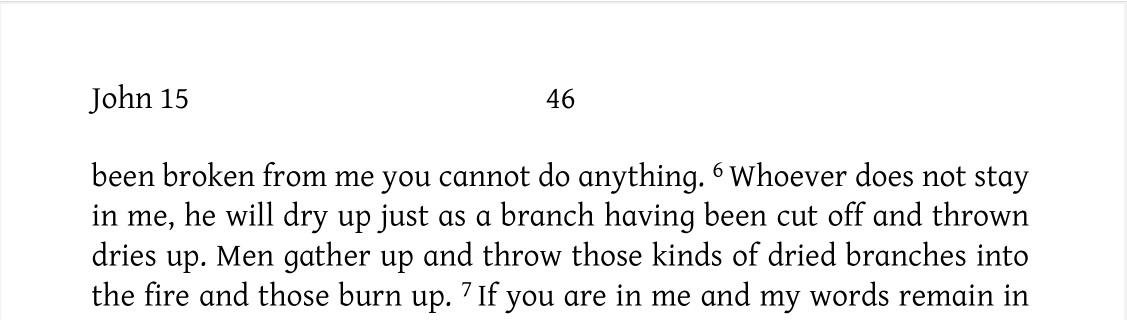 John 15 46
been broken from me you cannot do anything. ⁶ Whoever does not stay
in me, he will dry up just as a branch having been cut off and thrown
dries up. Men gather up and throw those kinds of dried branches into
the fire and those burn up. ⁷ If you are in me and my words remain in